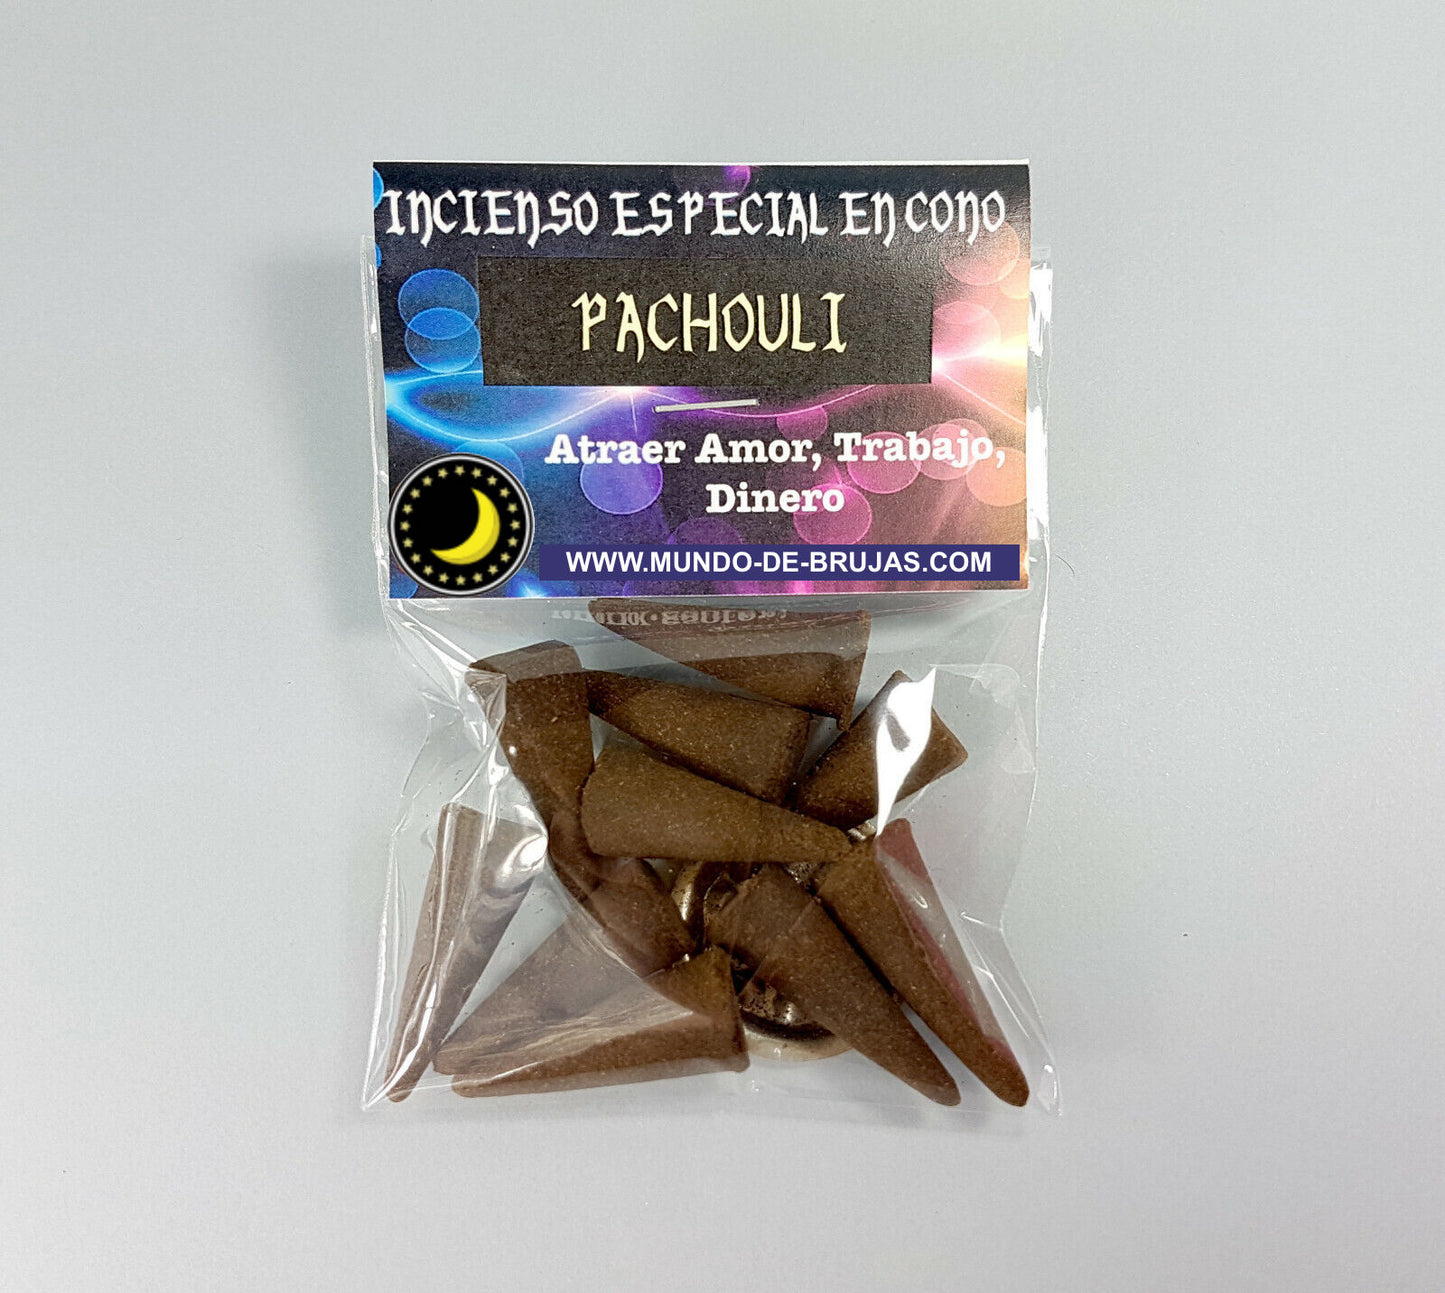 INCIENSO ESPECIAL EN CONO
PACHOULI
Atraer Amor, Trabajo,
Dinero
WWW.MUNDO-DE-BRUJAS.COM